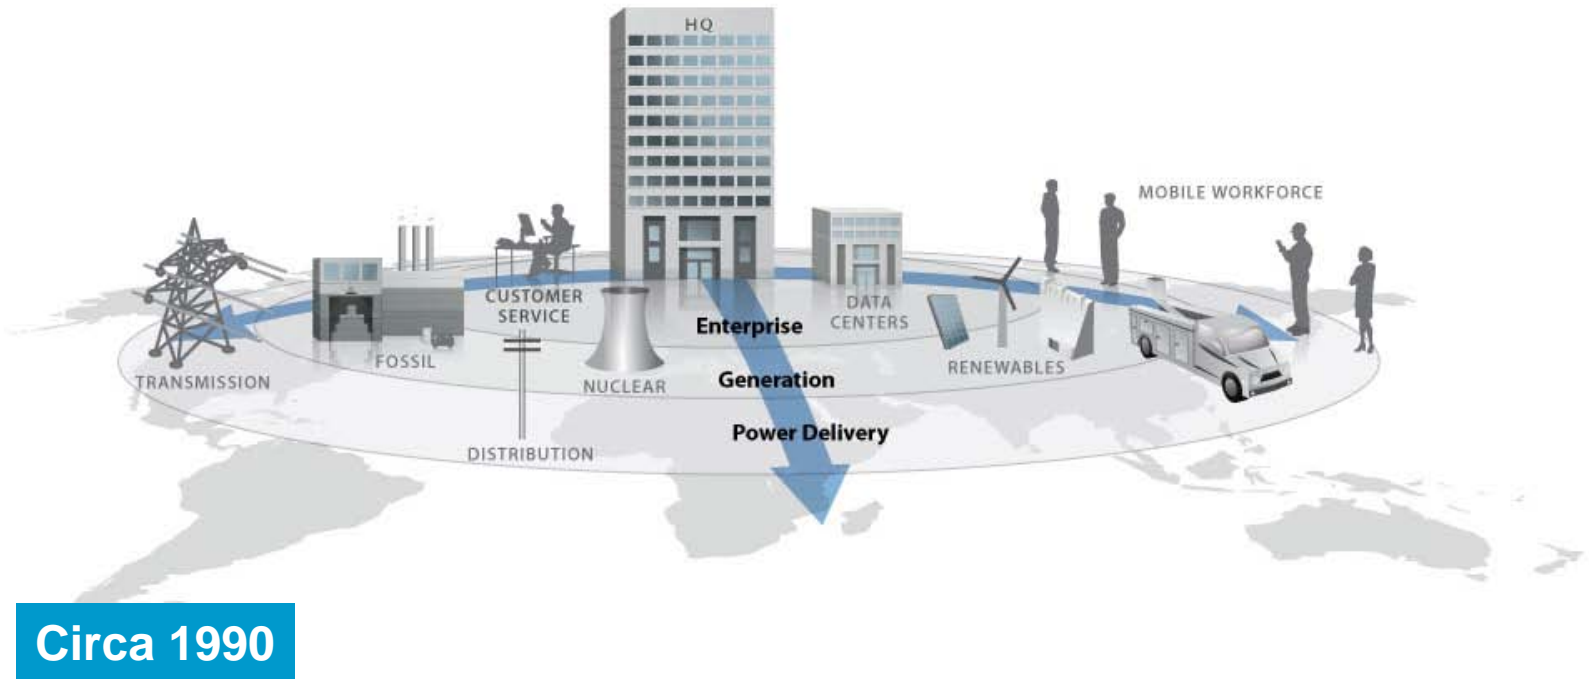 HQ
MOBILE WORKFORCE
CUSTOMER
SERVICE
DATA
CENTERS
Enterprise
FOSSIL
RENEWABLES
TRANSMISSION
NUCLEAR
Generation
Power Delivery
DISTRIBUTION
Circa 1990